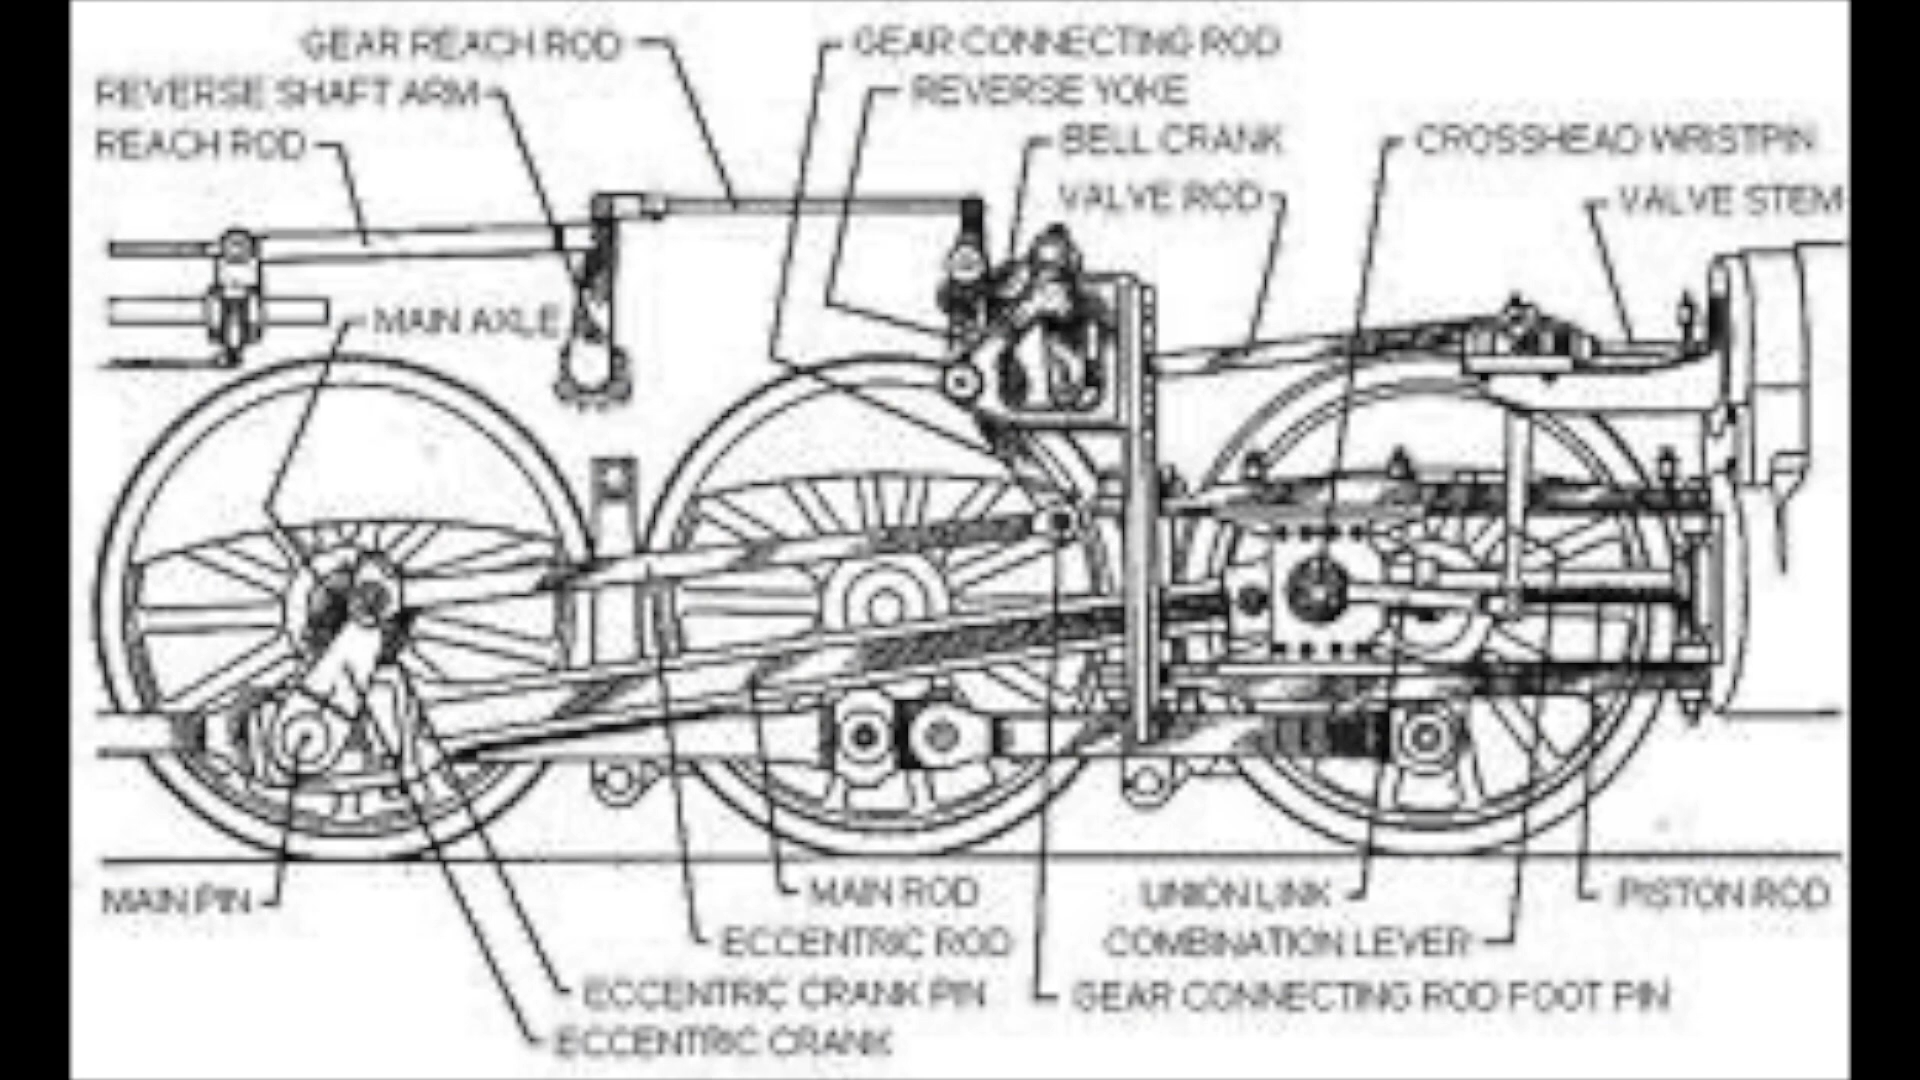 GEAR REACH ROD
GEAR CONNECTING ROD
REVERSE SHAFT ARM
REVERSE YOKE
REACH ROD
BELL CRANK
CROSSHEAD WRISTPIN
VALVE ROD
VALVE STEM
MAIN AXLE
MAIN PIN
MAIN ROD
UNION LINK
PISTON ROD
ECCENTRIC ROD
COMBINATION LEVER
ECCENTRIC CRANK PIN
GEAR CONNECTING ROD FOOT PIN
ECCENTRIC CRANK